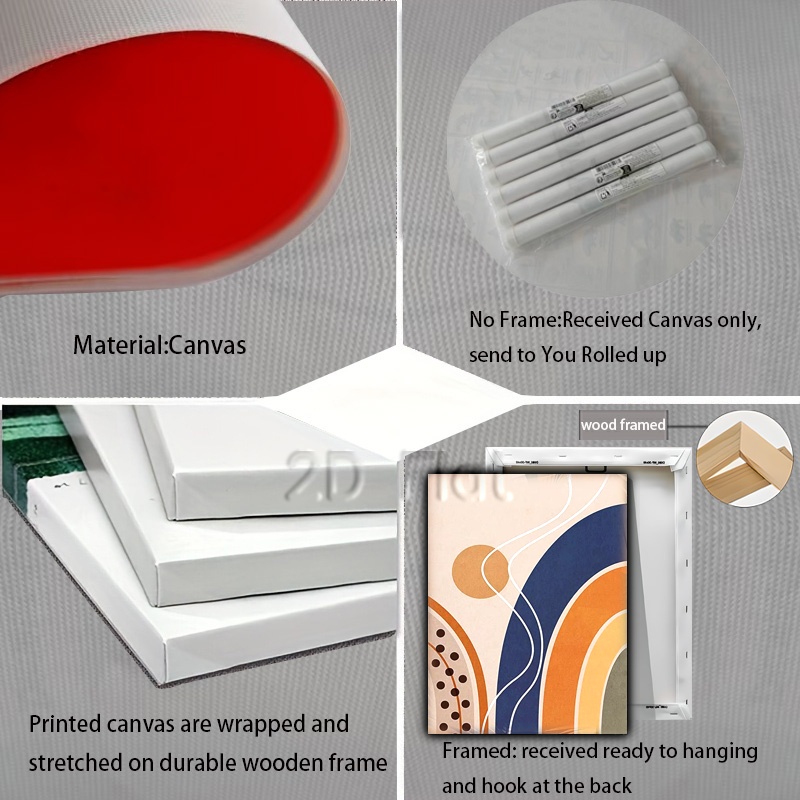 Material:Canvas
No Frame:Received Canvas only,
send to You Rolled up
2D Flat
wood framed
Printed canvas are wrapped and
stretched on durable wooden frame
Framed: received ready to hanging
and hook at the back